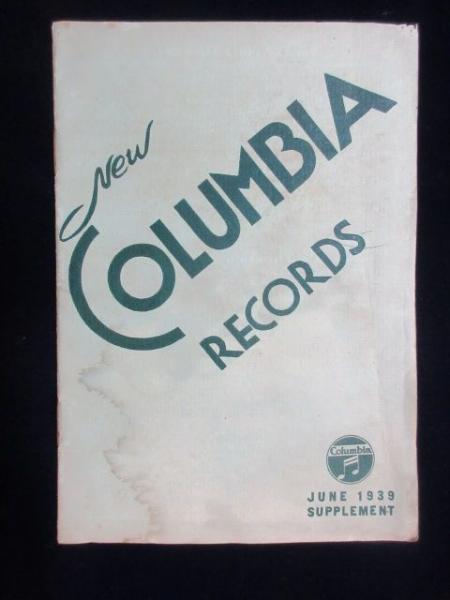 New
COLUMBIA
RECORDS
Columbia
JUNE 1939
SUPPLEMENT